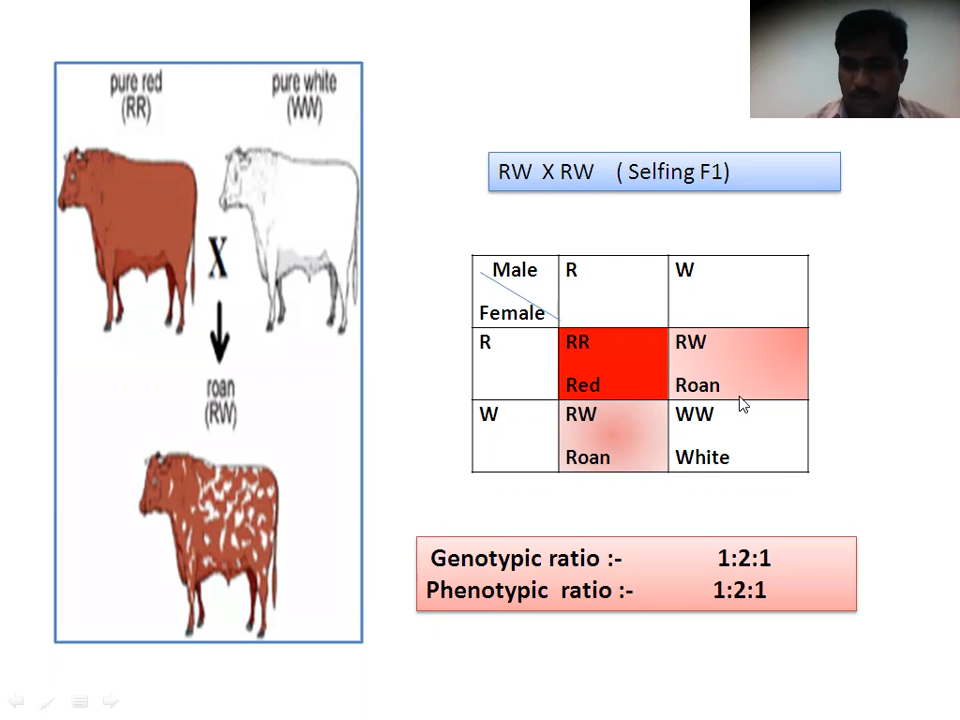 pure red
(RR)
pure white
(WW)
X
roan
(RW)
RW X RW ( Selfing F1)
Male
Female
R
W
R
RR
Red
RW
Roan
W
RW
Roan
WW
White
Genotypic ratio :- 1:2:1
Phenotypic ratio :- 1:2:1